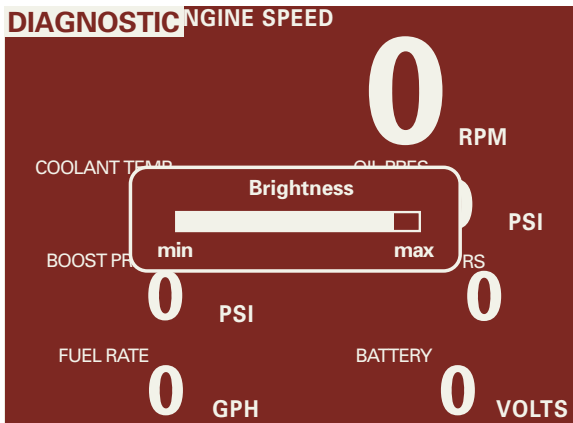 DIAGNOSTIC NGINE SPEED
0 RPM
COOLANT TEMP OIL PRES
Brightness
PSI
min max
BOOST PR RS
0 PSI 0
FUEL RATE BATTERY
0 GPH 0 VOLTS